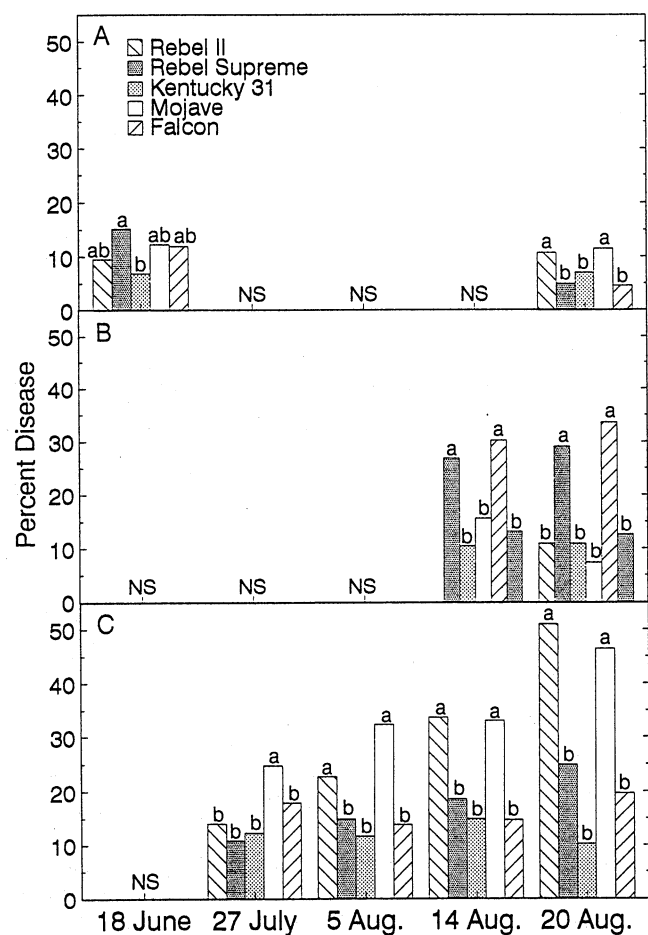 A
Rebel II
Rebel Supreme
Kentucky 31
Mojave
Falcon
50
40
30
20
10
0
ab a b ab ab
NS NS NS
a b b a b
B
50
40
30
20
10
0
NS NS NS
a b b a b
b a b b a b
C
50
40
30
20
10
0
NS
b b b a b
a b b a b
a b b a b
a b b a b
Percent Disease
18 June 27 July 5 Aug. 14 Aug. 20 Aug.